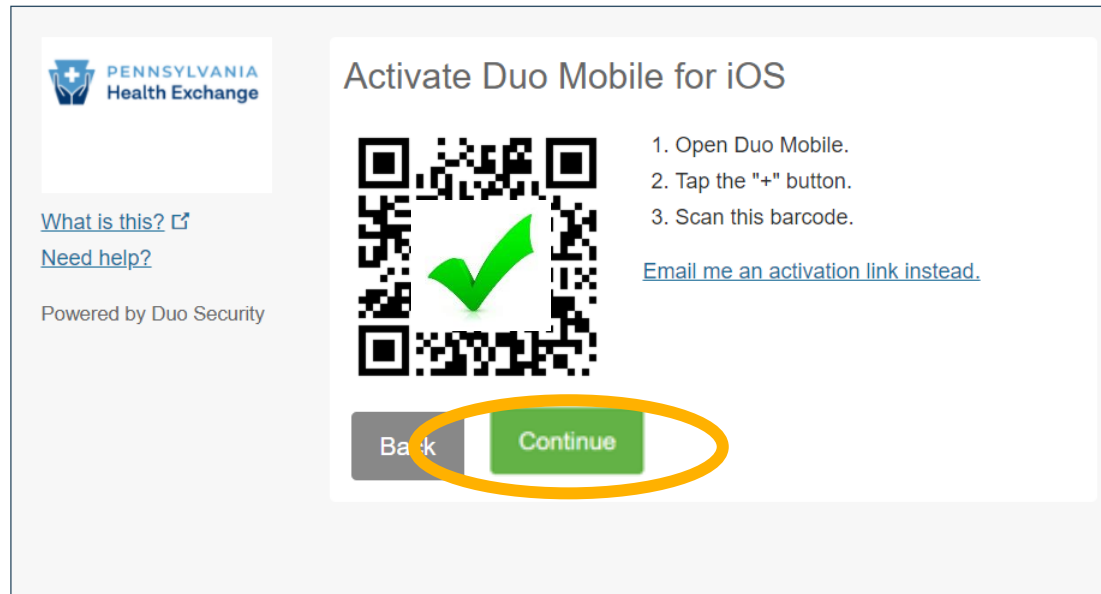 PENNSYLVANIA
Health Exchange
What is this?
Need help?
Powered by Duo Security
Activate Duo Mobile for iOS
1. Open Duo Mobile.
2. Tap the "+" button.
3. Scan this barcode.
Email me an activation link instead.
Back
Continue